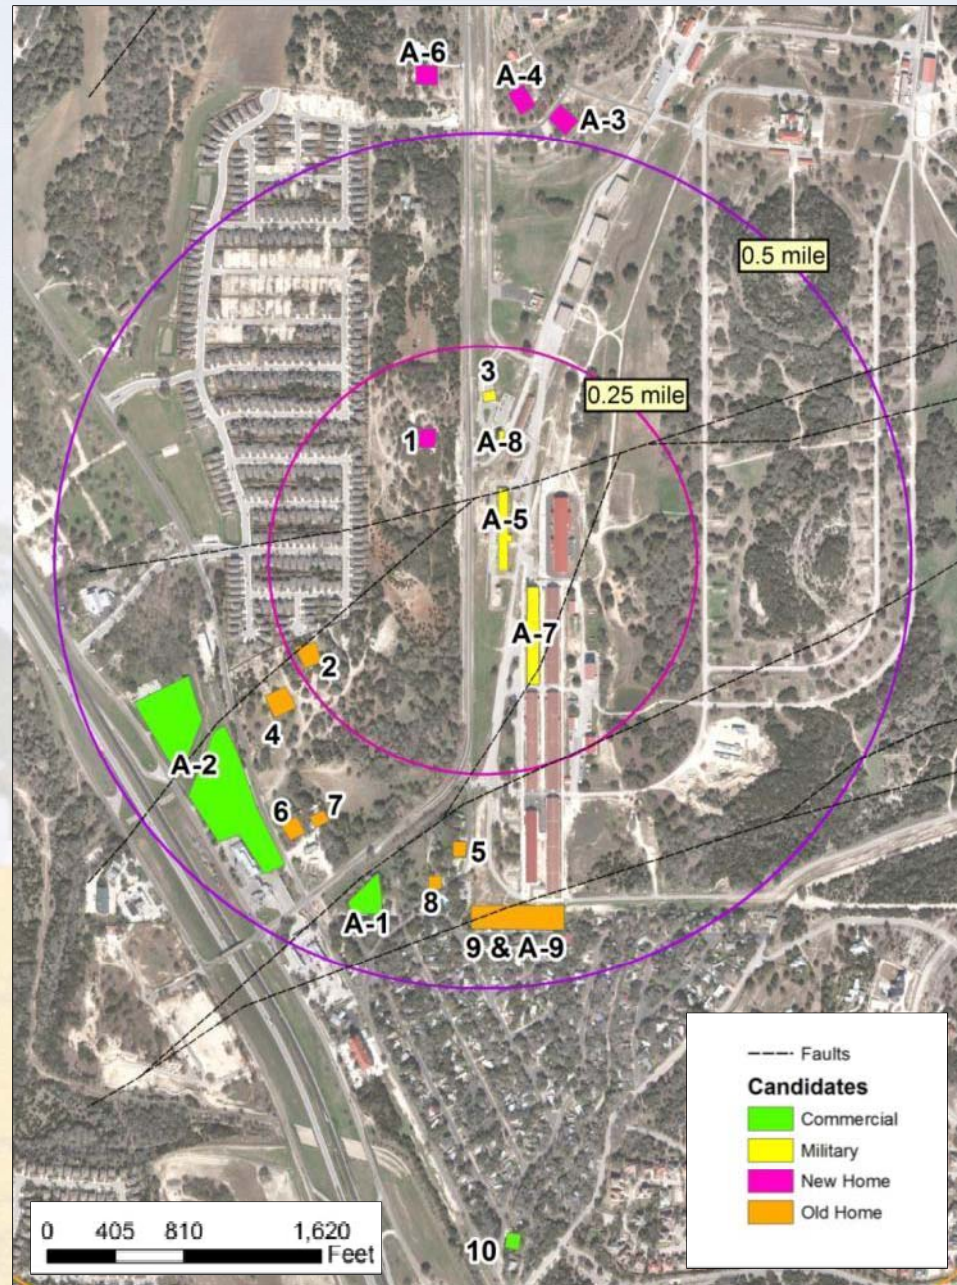 A-6
A-4
A-3
0.5 mile
3
0.25 mile
1
A-8
A-5
A-7
2
4
A-2
6
7
5
8
A-1
9 & A-9
10
Faults
Candidates
Commercial
Military
New Home
Old Home
0 405 810 1,620
Feet